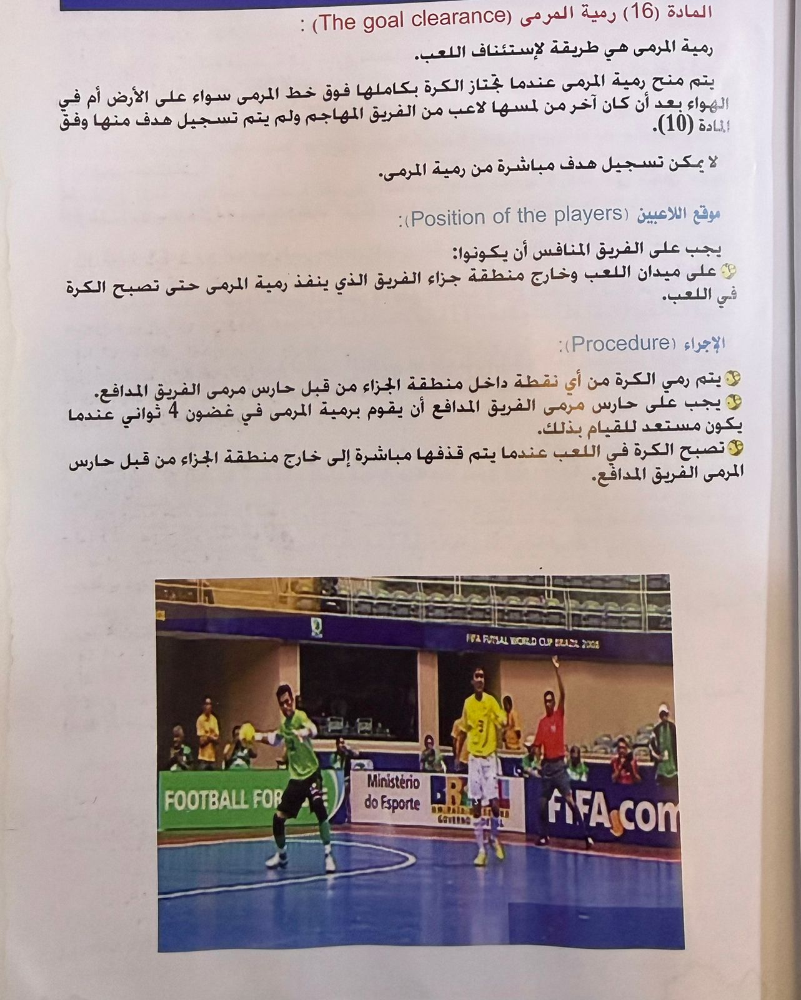 المادة (16) رمية المرمى (The goal clearance) :
رمية المرمى هي طريقة لإستئناف اللعب.
يتم منح رمية المرمى عندما تجتاز الكرة بكاملها فوق خط المرمى سواء على الأرض أم في
الهواء بعد أن كان آخر من لمسها لاعب من الفريق المهاجم ولم يتم تسجيل هدف منها وفق
المادة (10).
لا يمكن تسجيل هدف مباشرة من رمية المرمى.
موقع اللاعبين (Position of the players):
يجب على الفريق المنافس أن يكونوا:
على ميدان اللعب وخارج منطقة جزاء الفريق الذي ينفذ رمية المرمى حتى تصبح الكرة
في اللعب.
الإجراء (Procedure):
يتم رمي الكرة من أي نقطة داخل منطقة الجزاء من قبل حارس مرمى الفريق المدافع.
يجب على حارس مرمى الفريق المدافع أن يقوم برمية المرمى في غضون 4 ثواني عندما
يكون مستعد للقيام بذلك.
تصبح الكرة في اللعب عندما يتم قذفها مباشرة إلى خارج منطقة الجزاء من قبل حارس
المرمى الفريق المدافع.
FIFA FUTSAL WORLD CUP BRAZIL 2008
FOOTBALL FOR
Ministério
do Esporte
FIFA.com